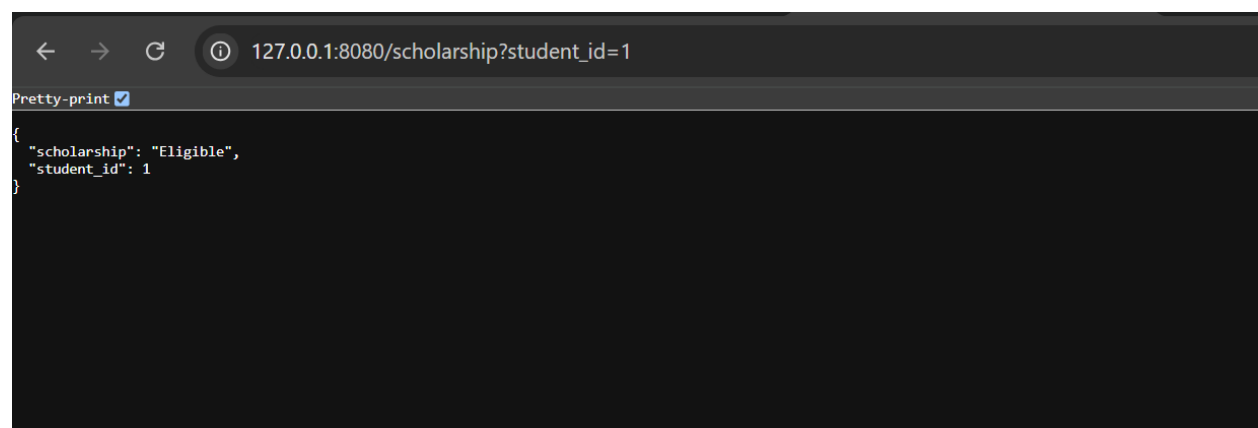 127.0.0.1:8080/scholarship?student_id=1
Pretty-print
{
  "scholarship": "Eligible",
  "student_id": 1
}